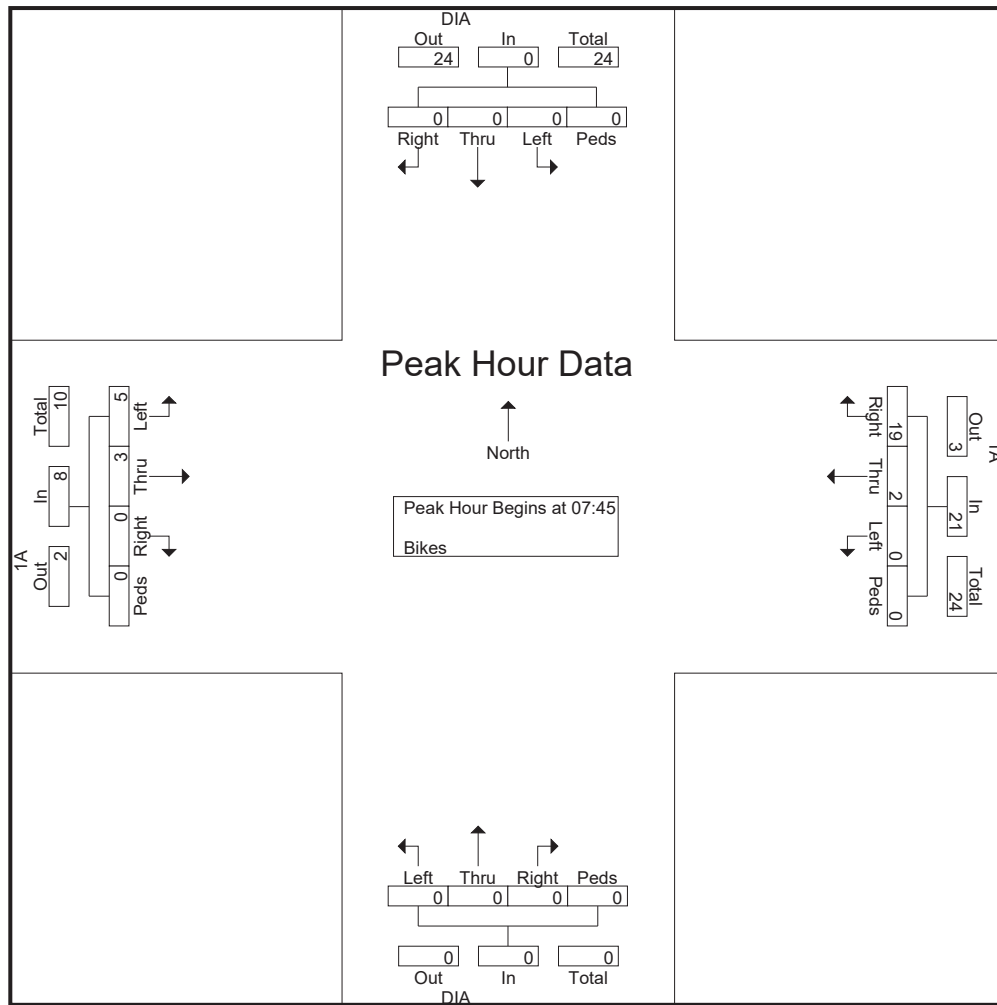 DIA
Out In Total
24 0 24
0 0 0 0
Right Thru Left Peds
Peak Hour Data
North
Peak Hour Begins at 07:45
Bikes
1A
Out In Total
2 8 10
5 3 0 0
Left Thru Right Peds
1A
Out In Total
3 21 24
19 2 0 0
Right Thru Left Peds
Left Thru Right Peds
0 0 0 0
0 0 0
Out In Total
DIA